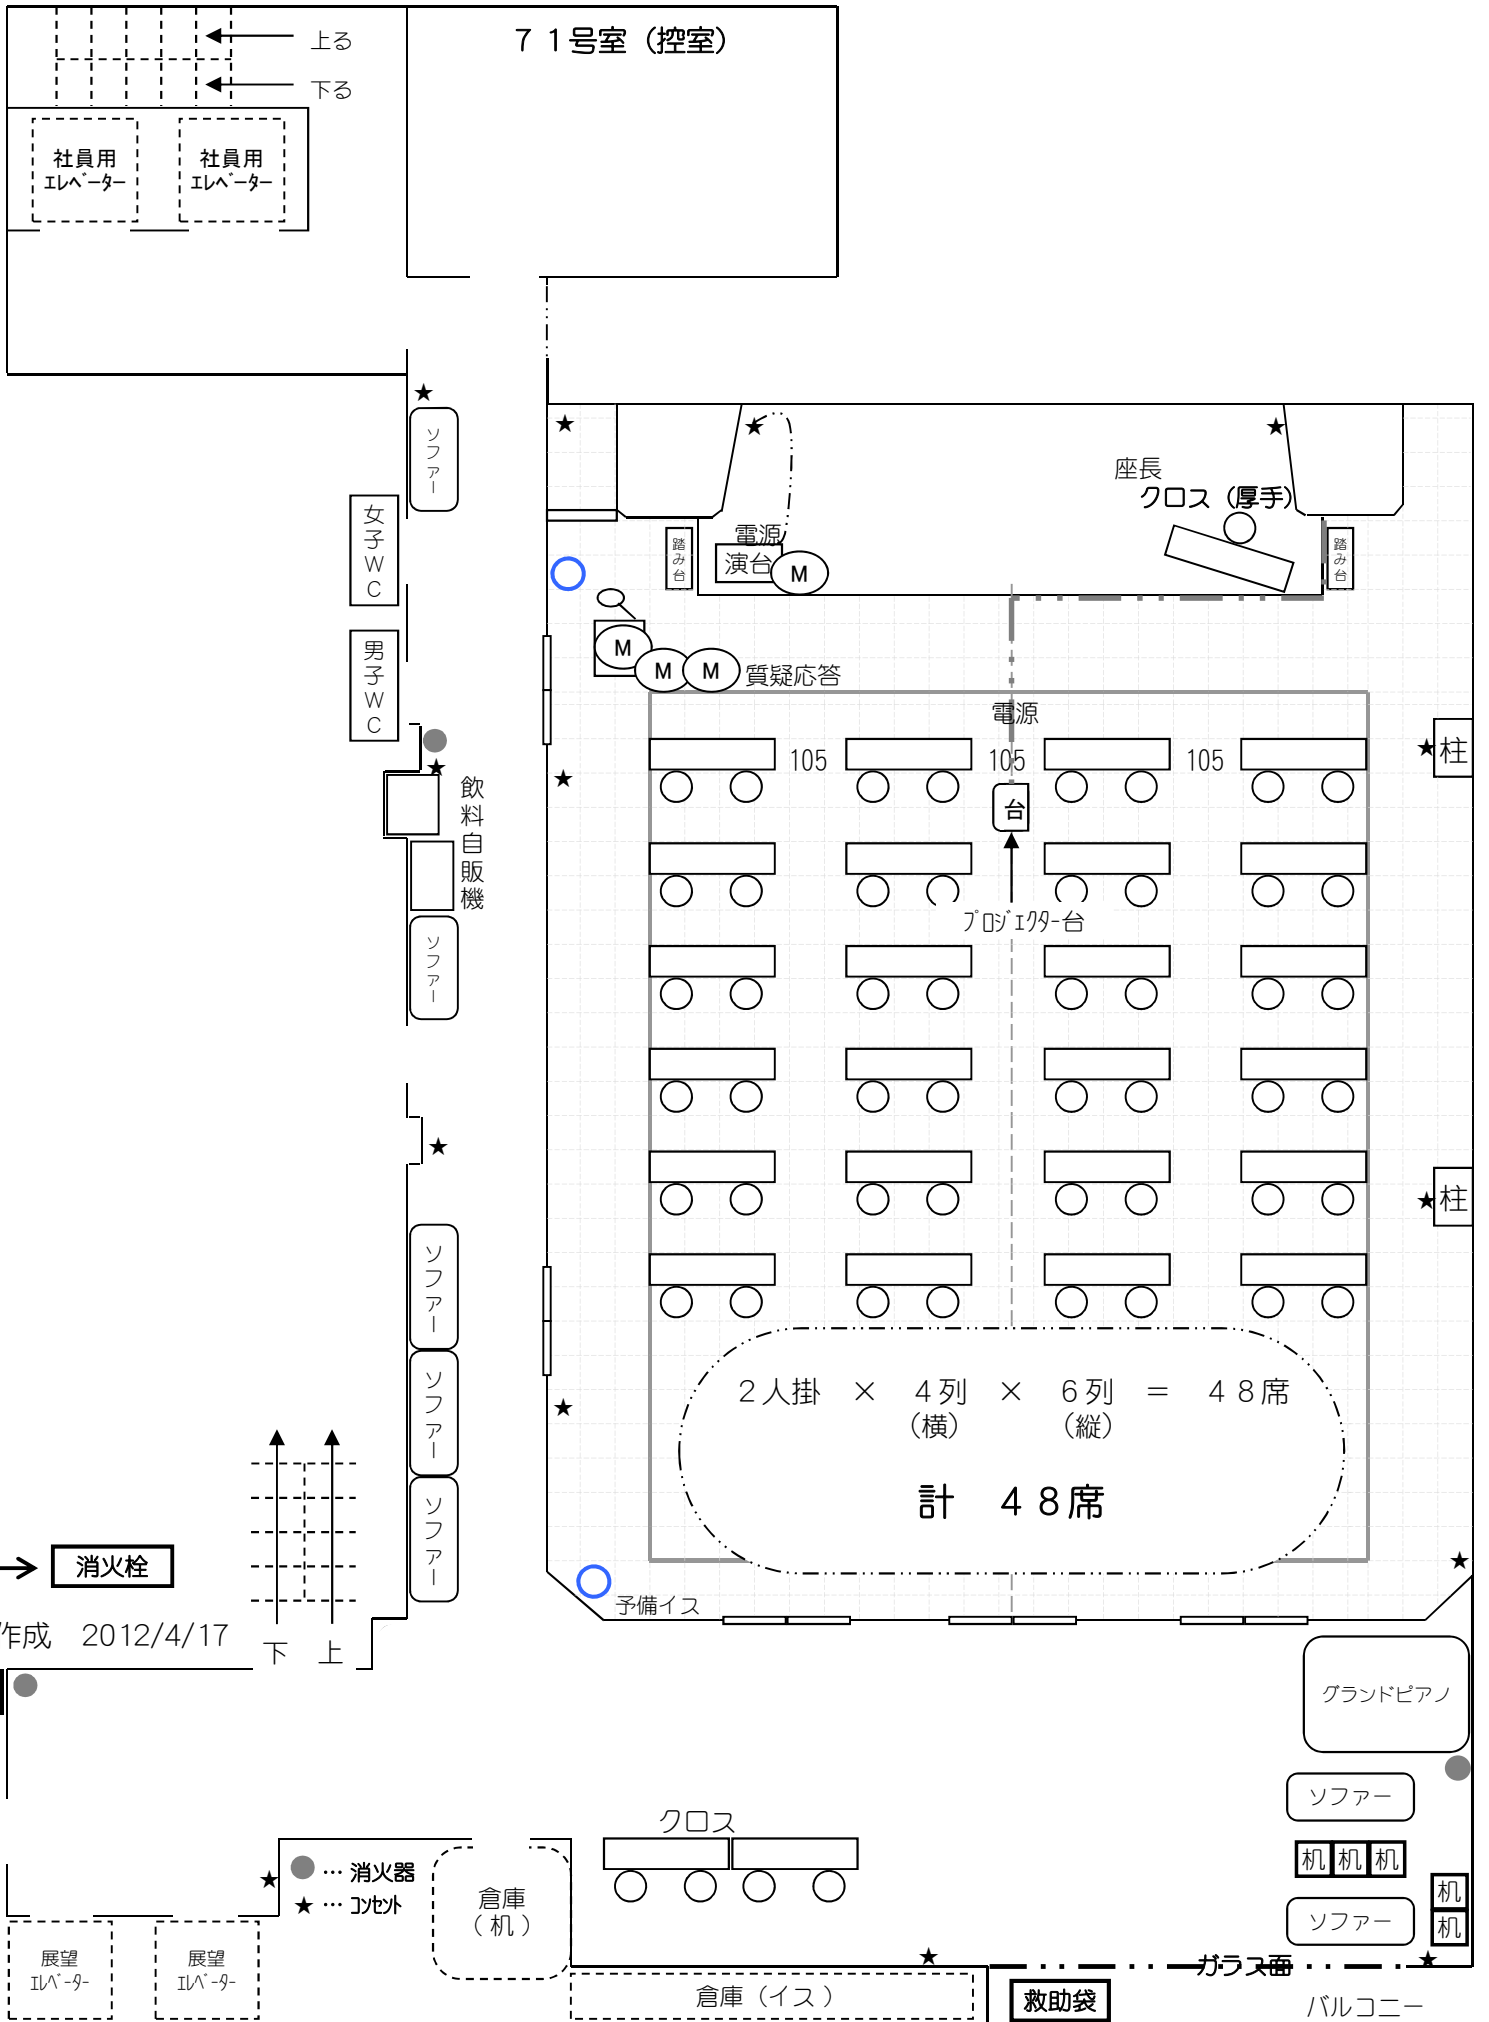 上る
７１号室（控室）
下る
社員用
ｴﾚﾍﾞｰﾀｰ
社員用
ｴﾚﾍﾞｰﾀｰ
ソファー
座長
クロス（厚手）
女子ＷＣ
電源
演台
M
踏み台
踏み台
男子ＷＣ
M
M
M
質疑応答
電源
105
105
105
柱
台
飲料自販機
ﾌﾟﾛｼﾞｪｸﾀｰ台
ソファー
柱
ソファー
ソファー
ソファー
２人掛　×　４列　×　６列　＝　４８席
（横）
（縦）
計　４８席
消火栓
予備イス
作成　2012/4/17
下　上
グランドピアノ
ソファー
クロス
机
机
机
… 消火器
… ｺﾝｾﾝﾄ
倉庫
（机）
机
机
ソファー
展望
ｴﾚﾍﾞｰﾀｰ
展望
ｴﾚﾍﾞｰﾀｰ
ガラス面
倉庫（イス）
救助袋
バルコニー